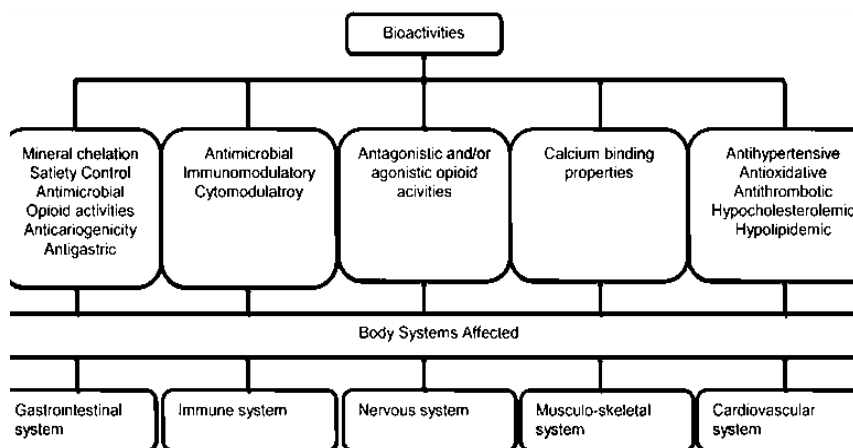 Bioactivities
Mineral chelation
Satiety Control
Antimicrobial
Opioid activities
Anticariogenicity
Antigastric
Antimicrobial
Immunomodulatory
Cytomodulatroy
Antagonistic and/or
agonistic opioid
acivities
Calcium binding
properties
Antihypertensive
Antioxidative
Antithrombotic
Hypocholesterolemic
Hypolipidemic
Body Systems Affected
Gastrointestinal
system
Immune system
Nervous system
Musculo-skeletal
system
Cardiovascular
system